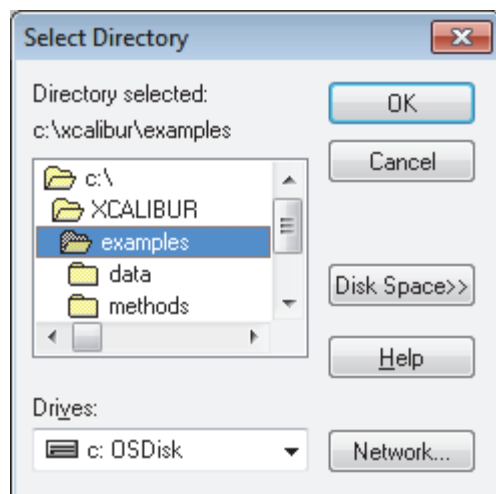 Select Directory
Directory selected:
c:\xcalibur\examples
c:\
XCALIBUR
examples
data
methods
Drives:
c: OSDisk
OK
Cancel
Disk Space>>
Help
Network...